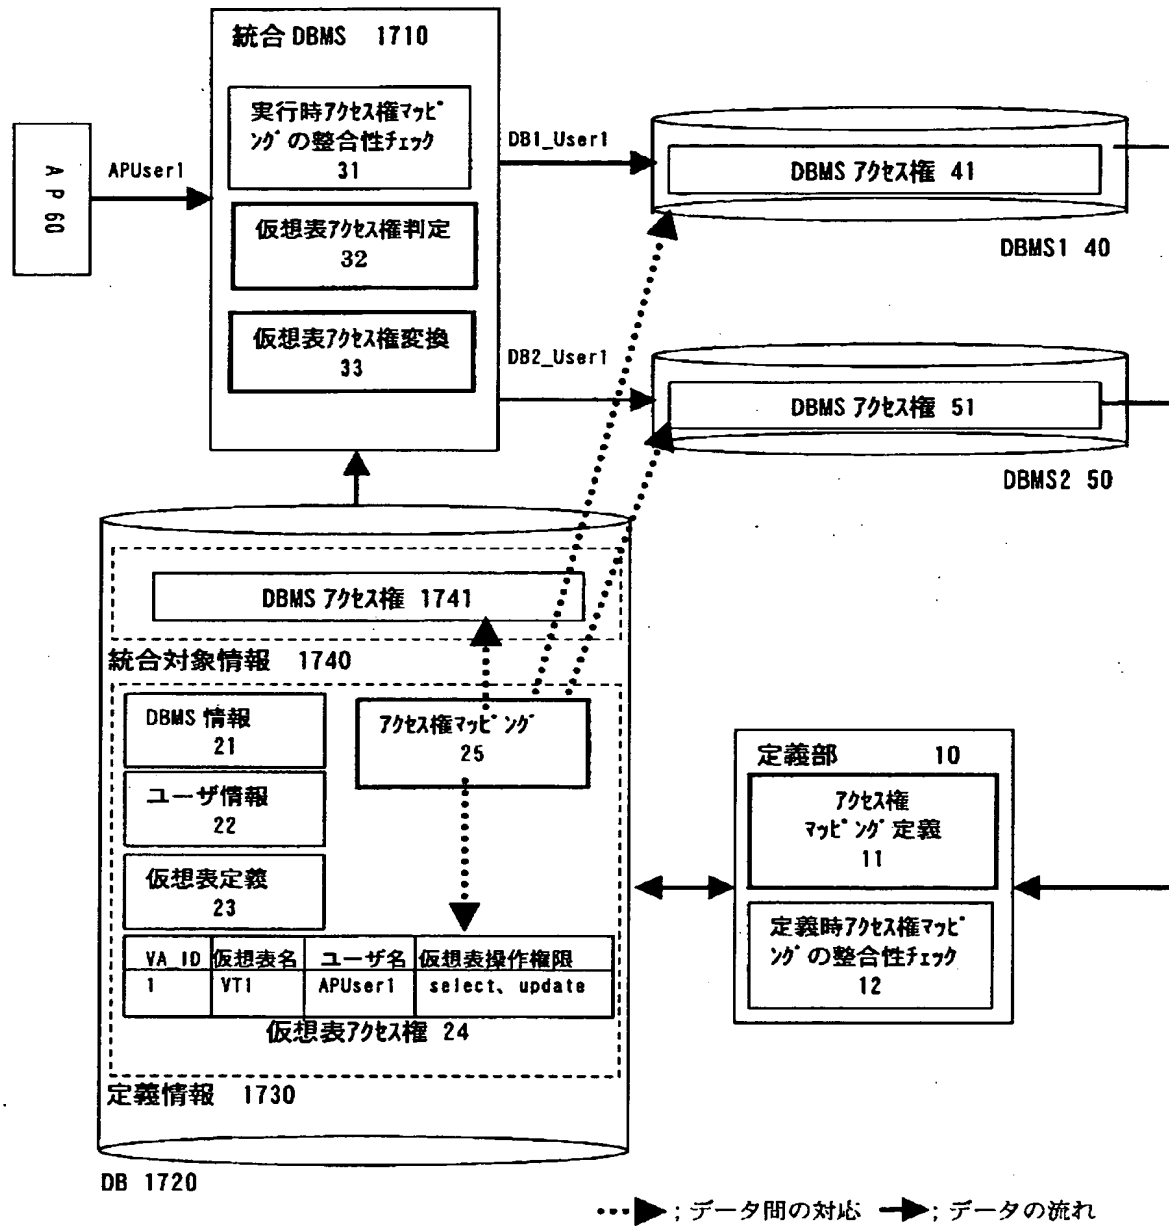 統合DBMS 1710
実行時アクセス権マッピ
ングの整合性チェック
31
仮想表アクセス権判定
32
仮想表アクセス権変換
33
AP 60
APUser1
DB1_User1
DB2_User1
DBMS アクセス権 41
DBMS1 40
DBMS アクセス権 51
DBMS2 50
DBMS アクセス権 1741
統合対象情報 1740
DBMS 情報
21
ユーザ情報
22
仮想表定義
23
アクセス権マッピング
25
VA_ID 仮想表名 ユーザ名 仮想表操作権限
1 VT1 APUser1 select、update
仮想表アクセス権 24
定義情報 1730
DB 1720
定義部 10
アクセス権
マッピング定義
11
定義時アクセス権マッピ
ングの整合性チェック
12
;データ間の対応 ;データの流れ